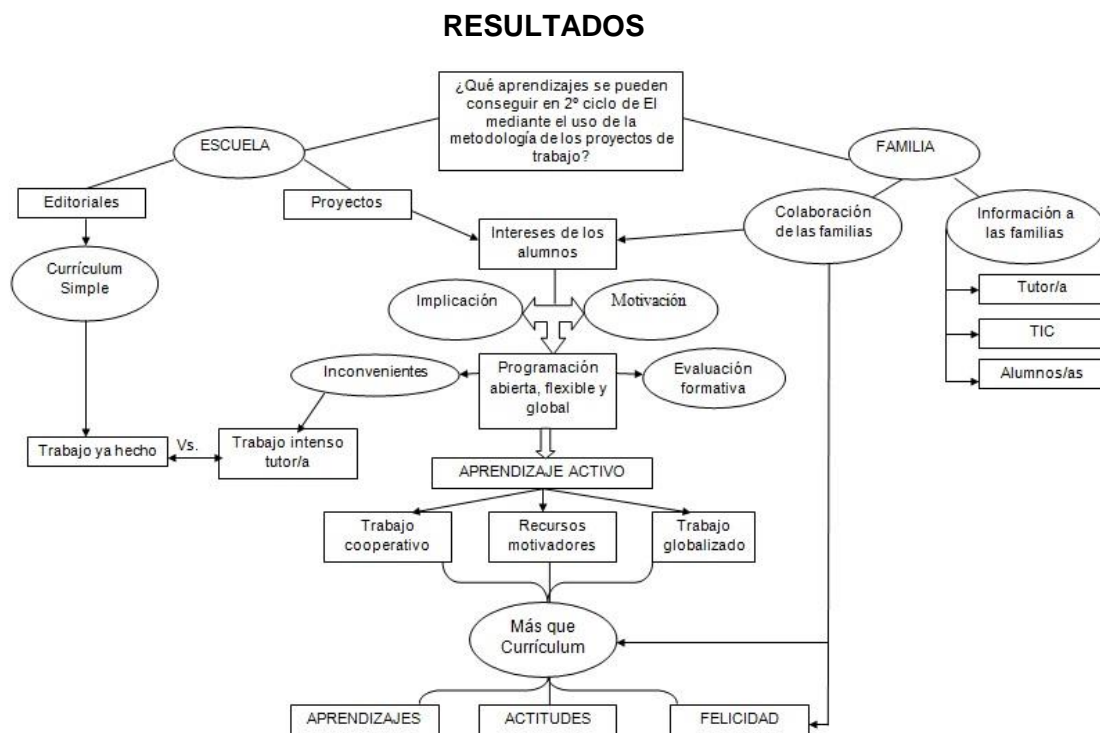 RESULTADOS
¿Qué aprendizajes se pueden
conseguir en 2º ciclo de EI
mediante el uso de la
metodología de los proyectos de
trabajo?
ESCUELA
FAMILIA
Editoriales
Proyectos
Colaboración
de las familias
Información a
las familias
Intereses de los
alumnos
Currículum
Simple
Tutor/a
Implicación
Motivación
TIC
Inconvenientes
Programación
abierta, flexible y
global
Evaluación
formativa
Alumnos/as
Trabajo ya hecho
Vs.
Trabajo intenso
tutor/a
APRENDIZAJE ACTIVO
Trabajo
cooperativo
Recursos
motivadores
Trabajo
globalizado
Más que
Currículum
APRENDIZAJES
ACTITUDES
FELICIDAD